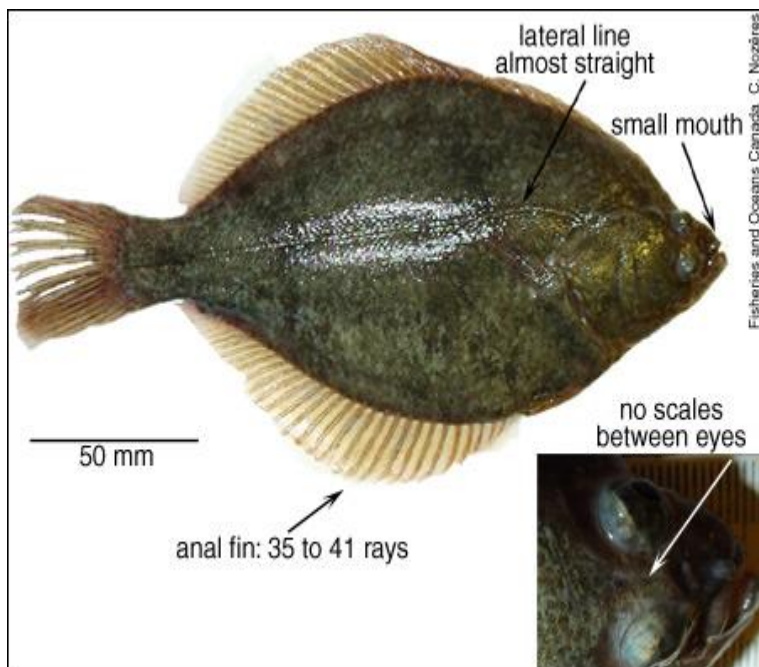 lateral line
almost straight
small mouth
Fisheries and Oceans Canada C. Nozères
no scales
between eyes
50 mm
anal fin: 35 to 41 rays